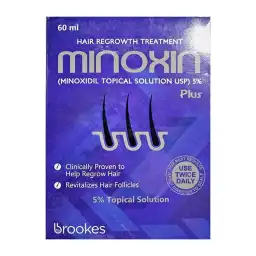 60 ml
HAIR REGROWTH TREATMENT
minoxin
(MINOXIDIL TOPICAL SOLUTION USP) 5%
Plus
Clinically Proven to
Help Regrow Hair
Revitalizes Hair Follicles
USE
TWICE
DAILY
5% Topical Solution
brookes